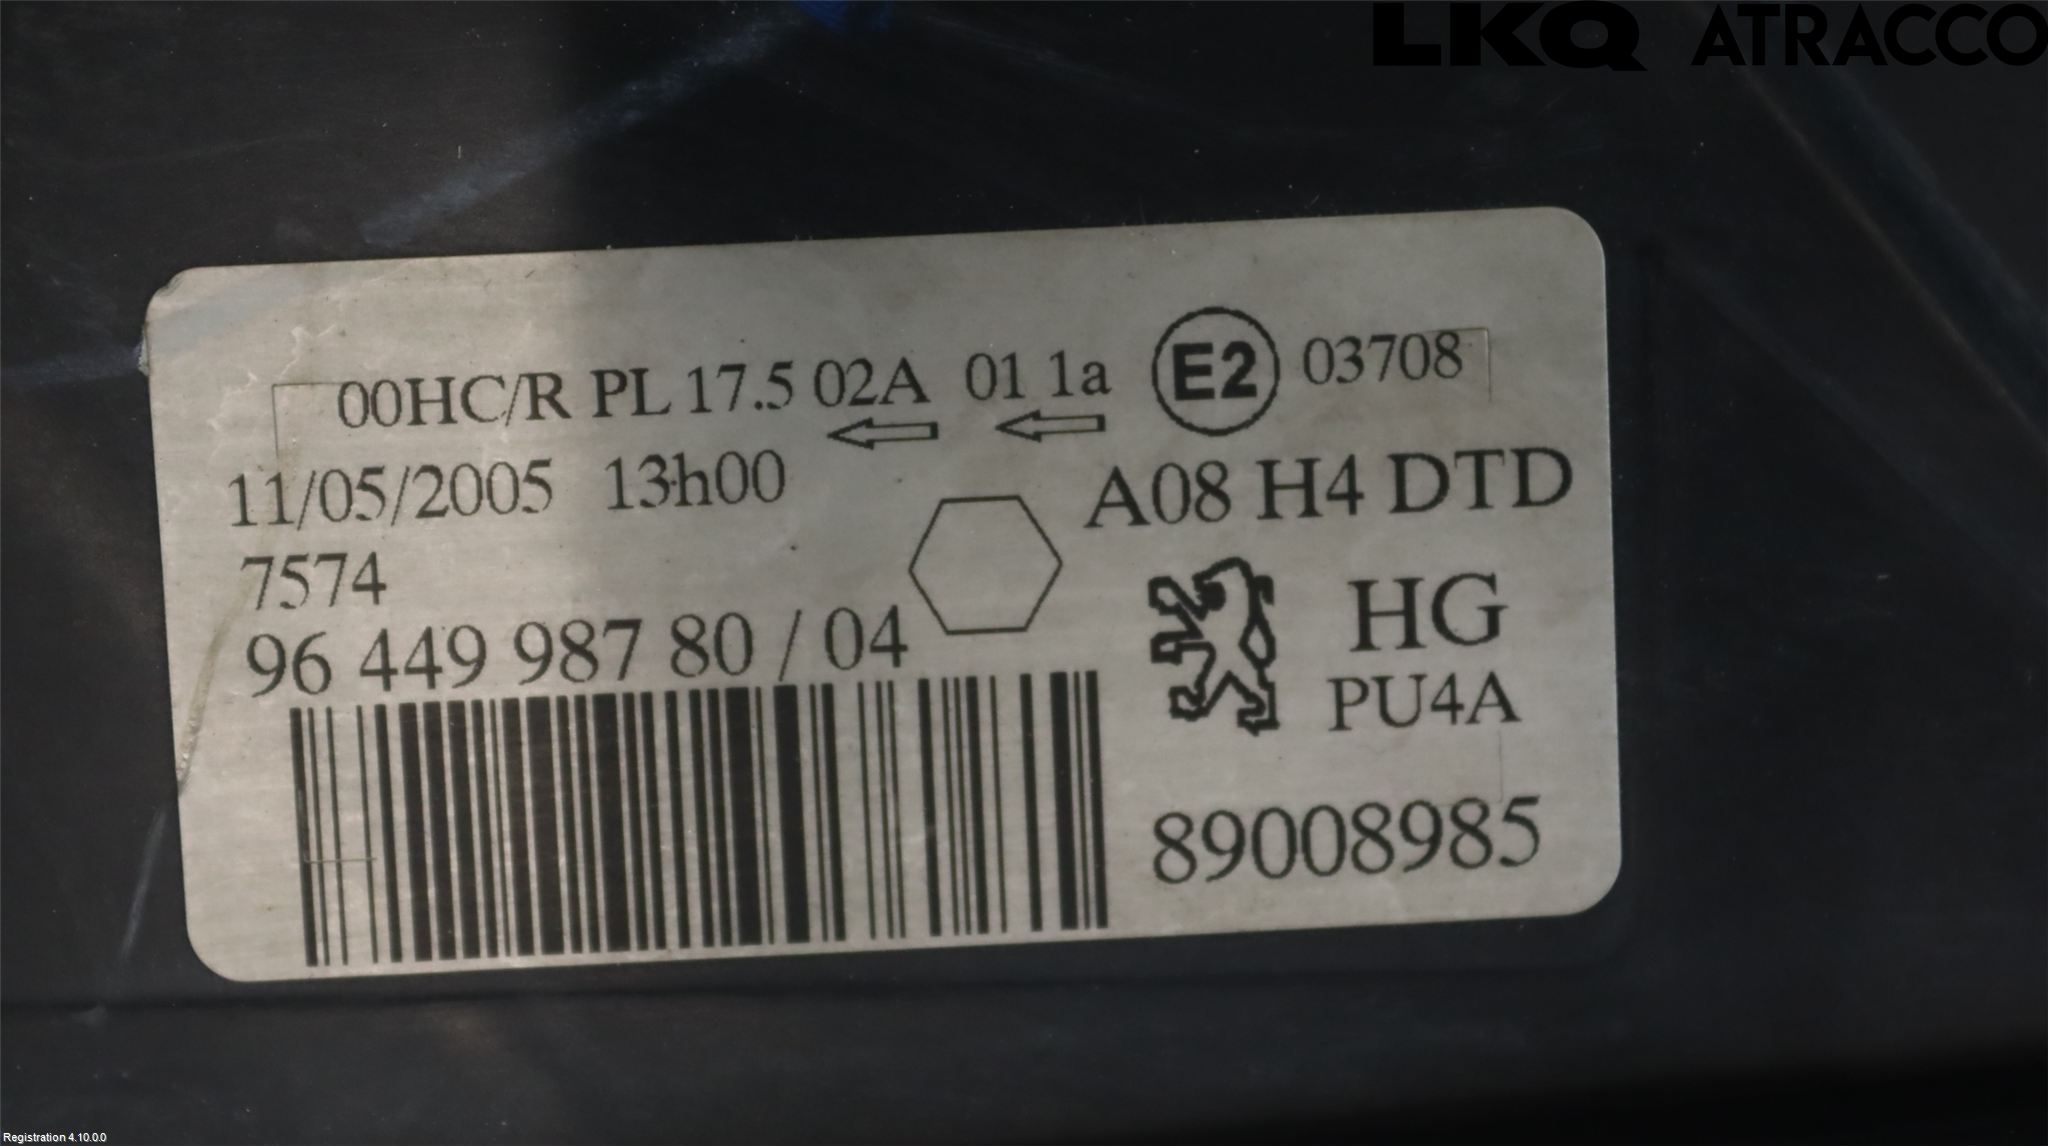 LKQ ATRACCO
00HC/R PL 17.5 02A 01 1a E2 03708
11/05/2005 13h00
A08 H4 DTD
7574
96 449 987 80 / 04
HG
PU4A
89008985
Registration 4.10.0.0